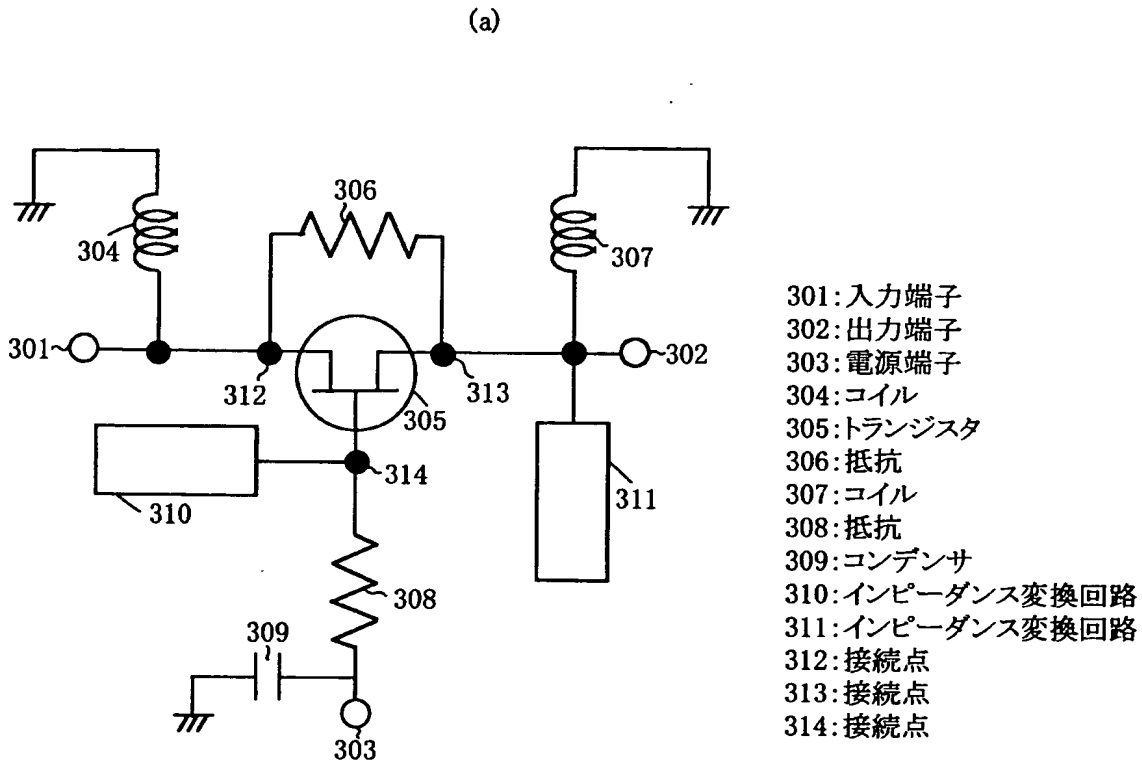 (a)
306
304
307
301
312
313
302
305
314
310
311
308
309
303
301:入力端子
302:出力端子
303:電源端子
304:コイル
305:トランジスタ
306:抵抗
307:コイル
308:抵抗
309:コンデンサ
310:インピーダンス変換回路
311:インピーダンス変換回路
312:接続点
313:接続点
314:接続点